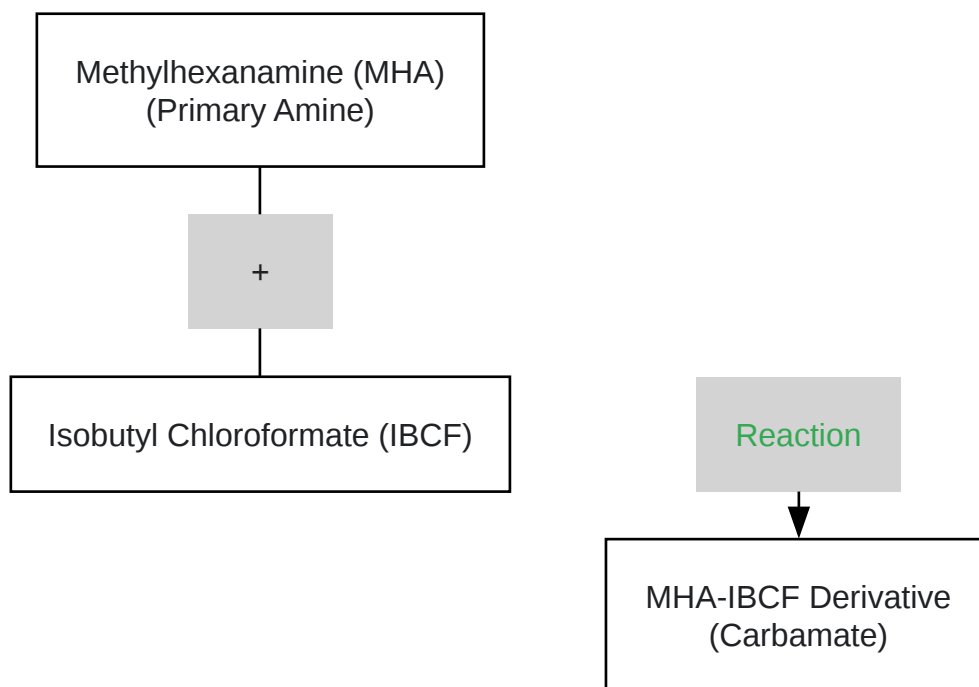 Methylhexanamine (MHA)
(Primary Amine)
+
Isobutyl Chloroformate (IBCF)
Reaction
MHA-IBCF Derivative
(Carbamate)